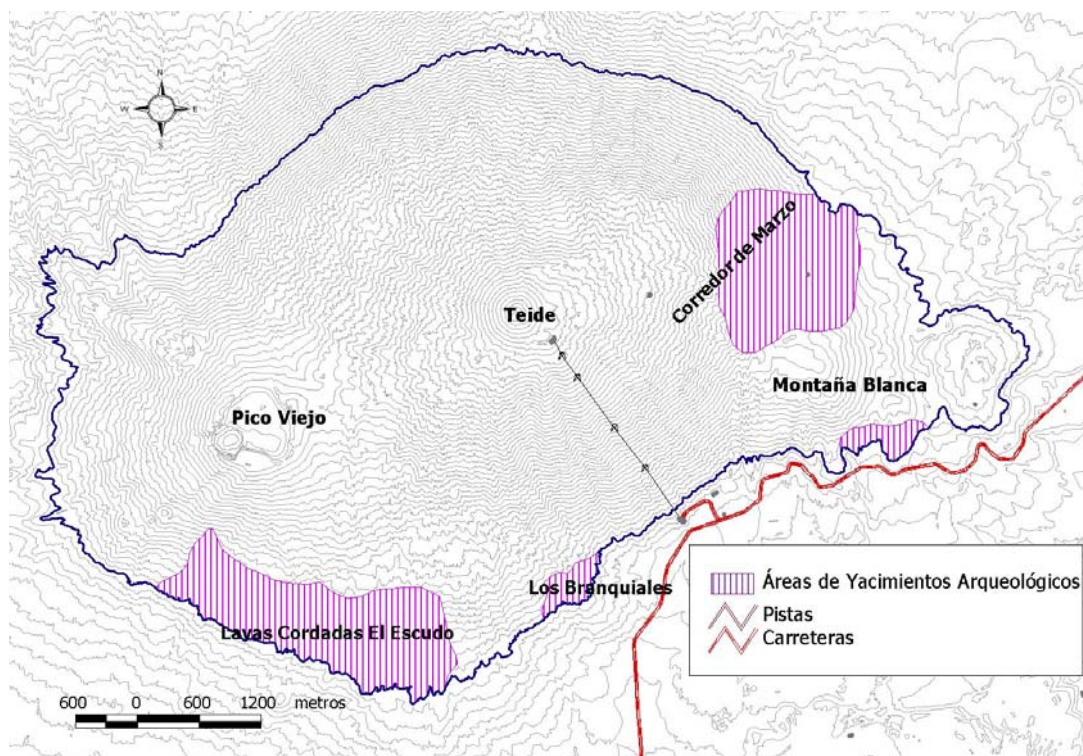 N
W E
S
Corredor de Marzo
Teide
Montaña Blanca
Pico Viejo
Los Branquiales
Lavas Cordadas El Escudo
Áreas de Yacimientos Arqueológicos
Pistas
Carreteras
600 0 600 1200 metros